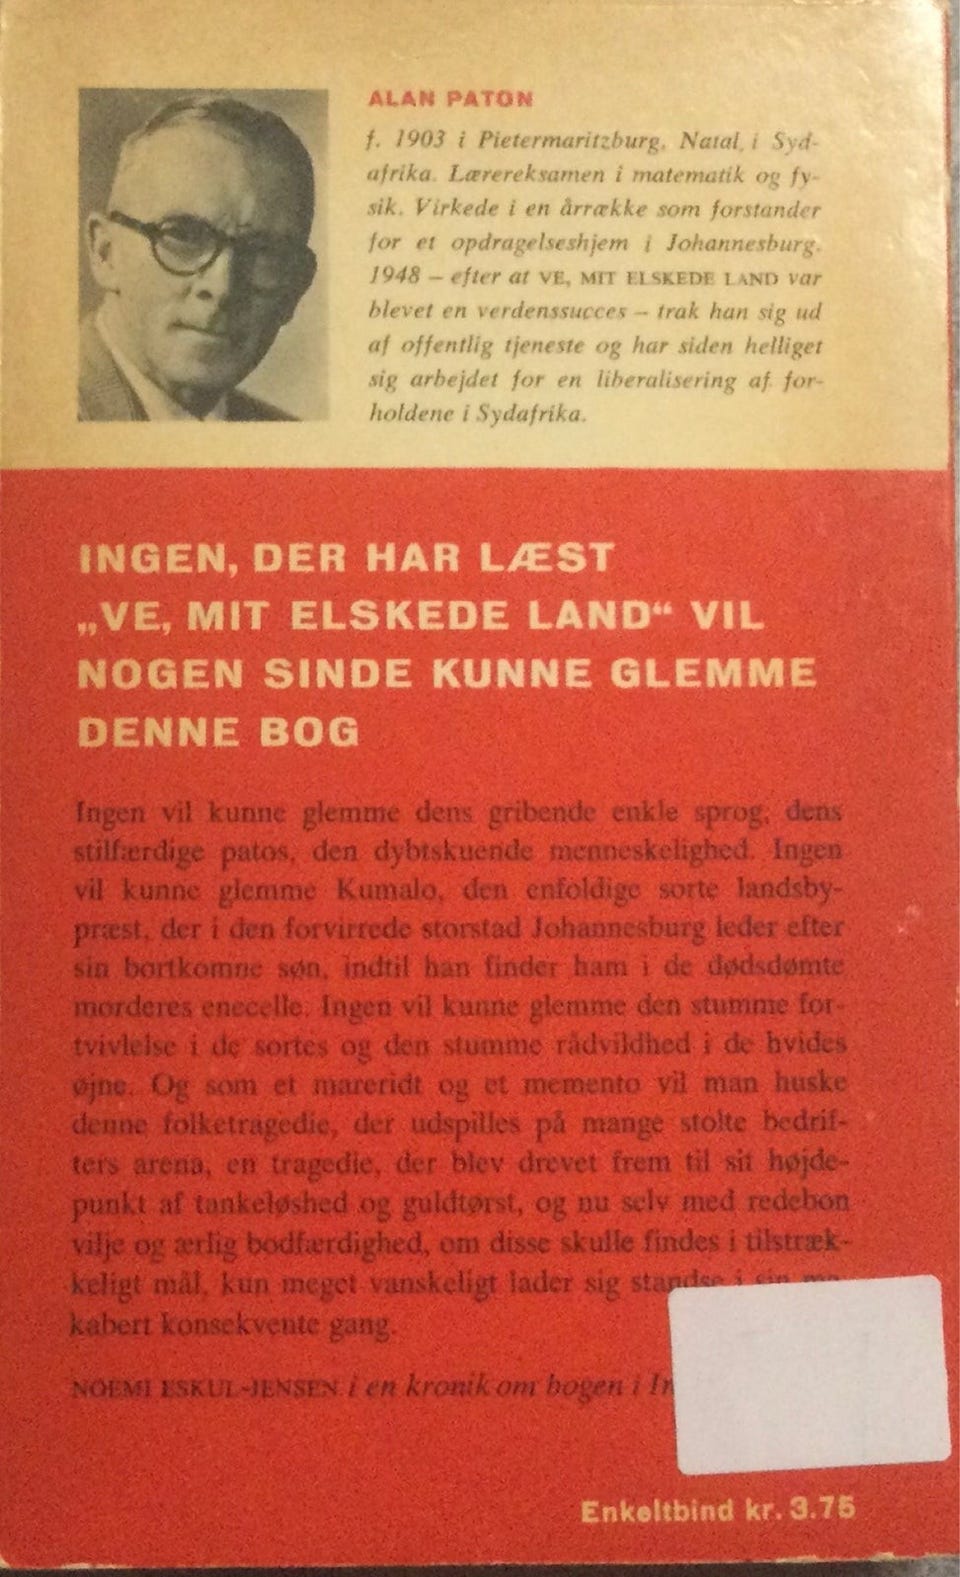 ALAN PATON
f. 1903 i Pietermaritzburg, Natal, i Syd-
afrika. Lærereksamen i matematik og fy-
sik. Virkede i en årrække som forstander
for et opdragelseshjem i Johannesburg.
1948 – efter at VE, MIT ELSKEDE LAND var
blevet en verdenssucces – trak han sig ud
af offentlig tjeneste og har siden helliget
sig arbejdet for en liberalisering af for-
holdene i Sydafrika.
INGEN, DER HAR LÆST
„VE, MIT ELSKEDE LAND“ VIL
NOGEN SINDE KUNNE GLEMME
DENNE BOG
Ingen vil kunne glemme dens gribende enkle sprog, dens
stilfærdige patos, den dybtskuende menneskelighed. Ingen
vil kunne glemme Kumalo, den enfoldige sorte landsby-
præst, der i den forvirrede storstad Johannesburg leder efter
sin bortkomne søn, indtil han finder ham i de dødsdømte
morderes enecelle. Ingen vil kunne glemme den stumme for-
tvivlelse i de sortes og den stumme rådvildhed i de hvides
øjne. Og som et mareridt og et memento vil man huske
denne folketragedie, der udspilles på mange stolte bedrif-
ters arena, en tragedie, der blev drevet frem til sit højde-
punkt af tankeløshed og guldtørst, og nu selv med redebon
vilje og ærlig bodfærdighed, om disse skulle findes i tilstræk-
keligt mål, kun meget vanskeligt lader sig standse i sin ma-
kabert konsekvente gang.
NOEMI ESKUL-JENSEN i en kronik om bogen i
Enkeltbind kr. 3.75